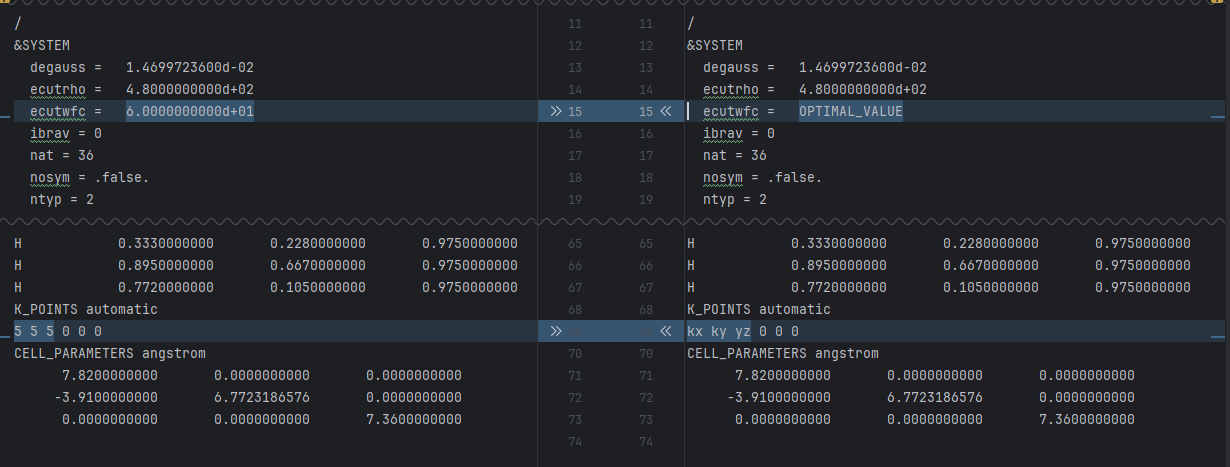 / 11 11 /
&SYSTEM 12 12 &SYSTEM
degauss = 1.4699723600d-02 13 13 degauss = 1.4699723600d-02
ecutrho = 4.8000000000d+02 14 14 ecutrho = 4.8000000000d+02
ecutwfc = 6.0000000000d+01 >> 15 15 << ecutwfc = OPTIMAL_VALUE
ibrav = 0 16 16 ibrav = 0
nat = 36 17 17 nat = 36
nosym = .false. 18 18 nosym = .false.
ntyp = 2 19 19 ntyp = 2
H 0.3330000000 0.2280000000 0.9750000000 65 65 H 0.3330000000 0.2280000000 0.9750000000
H 0.8950000000 0.6670000000 0.9750000000 66 66 H 0.8950000000 0.6670000000 0.9750000000
H 0.7720000000 0.1050000000 0.9750000000 67 67 H 0.7720000000 0.1050000000 0.9750000000
K_POINTS automatic 68 68 K_POINTS automatic
5 5 5 0 0 0 >> << kx ky yz 0 0 0
CELL_PARAMETERS angstrom 70 70 CELL_PARAMETERS angstrom
7.8200000000 0.0000000000 0.0000000000 71 71 7.8200000000 0.0000000000 0.0000000000
-3.9100000000 6.7723186576 0.0000000000 72 72 -3.9100000000 6.7723186576 0.0000000000
0.0000000000 0.0000000000 7.3600000000 73 73 0.0000000000 0.0000000000 7.3600000000
74 74